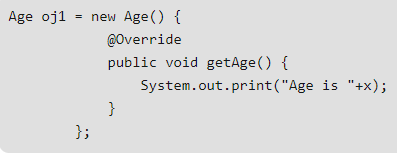 Age oj1 = new Age() {
@Override
public void getAge() {
System.out.print("Age is "+x);
}
};